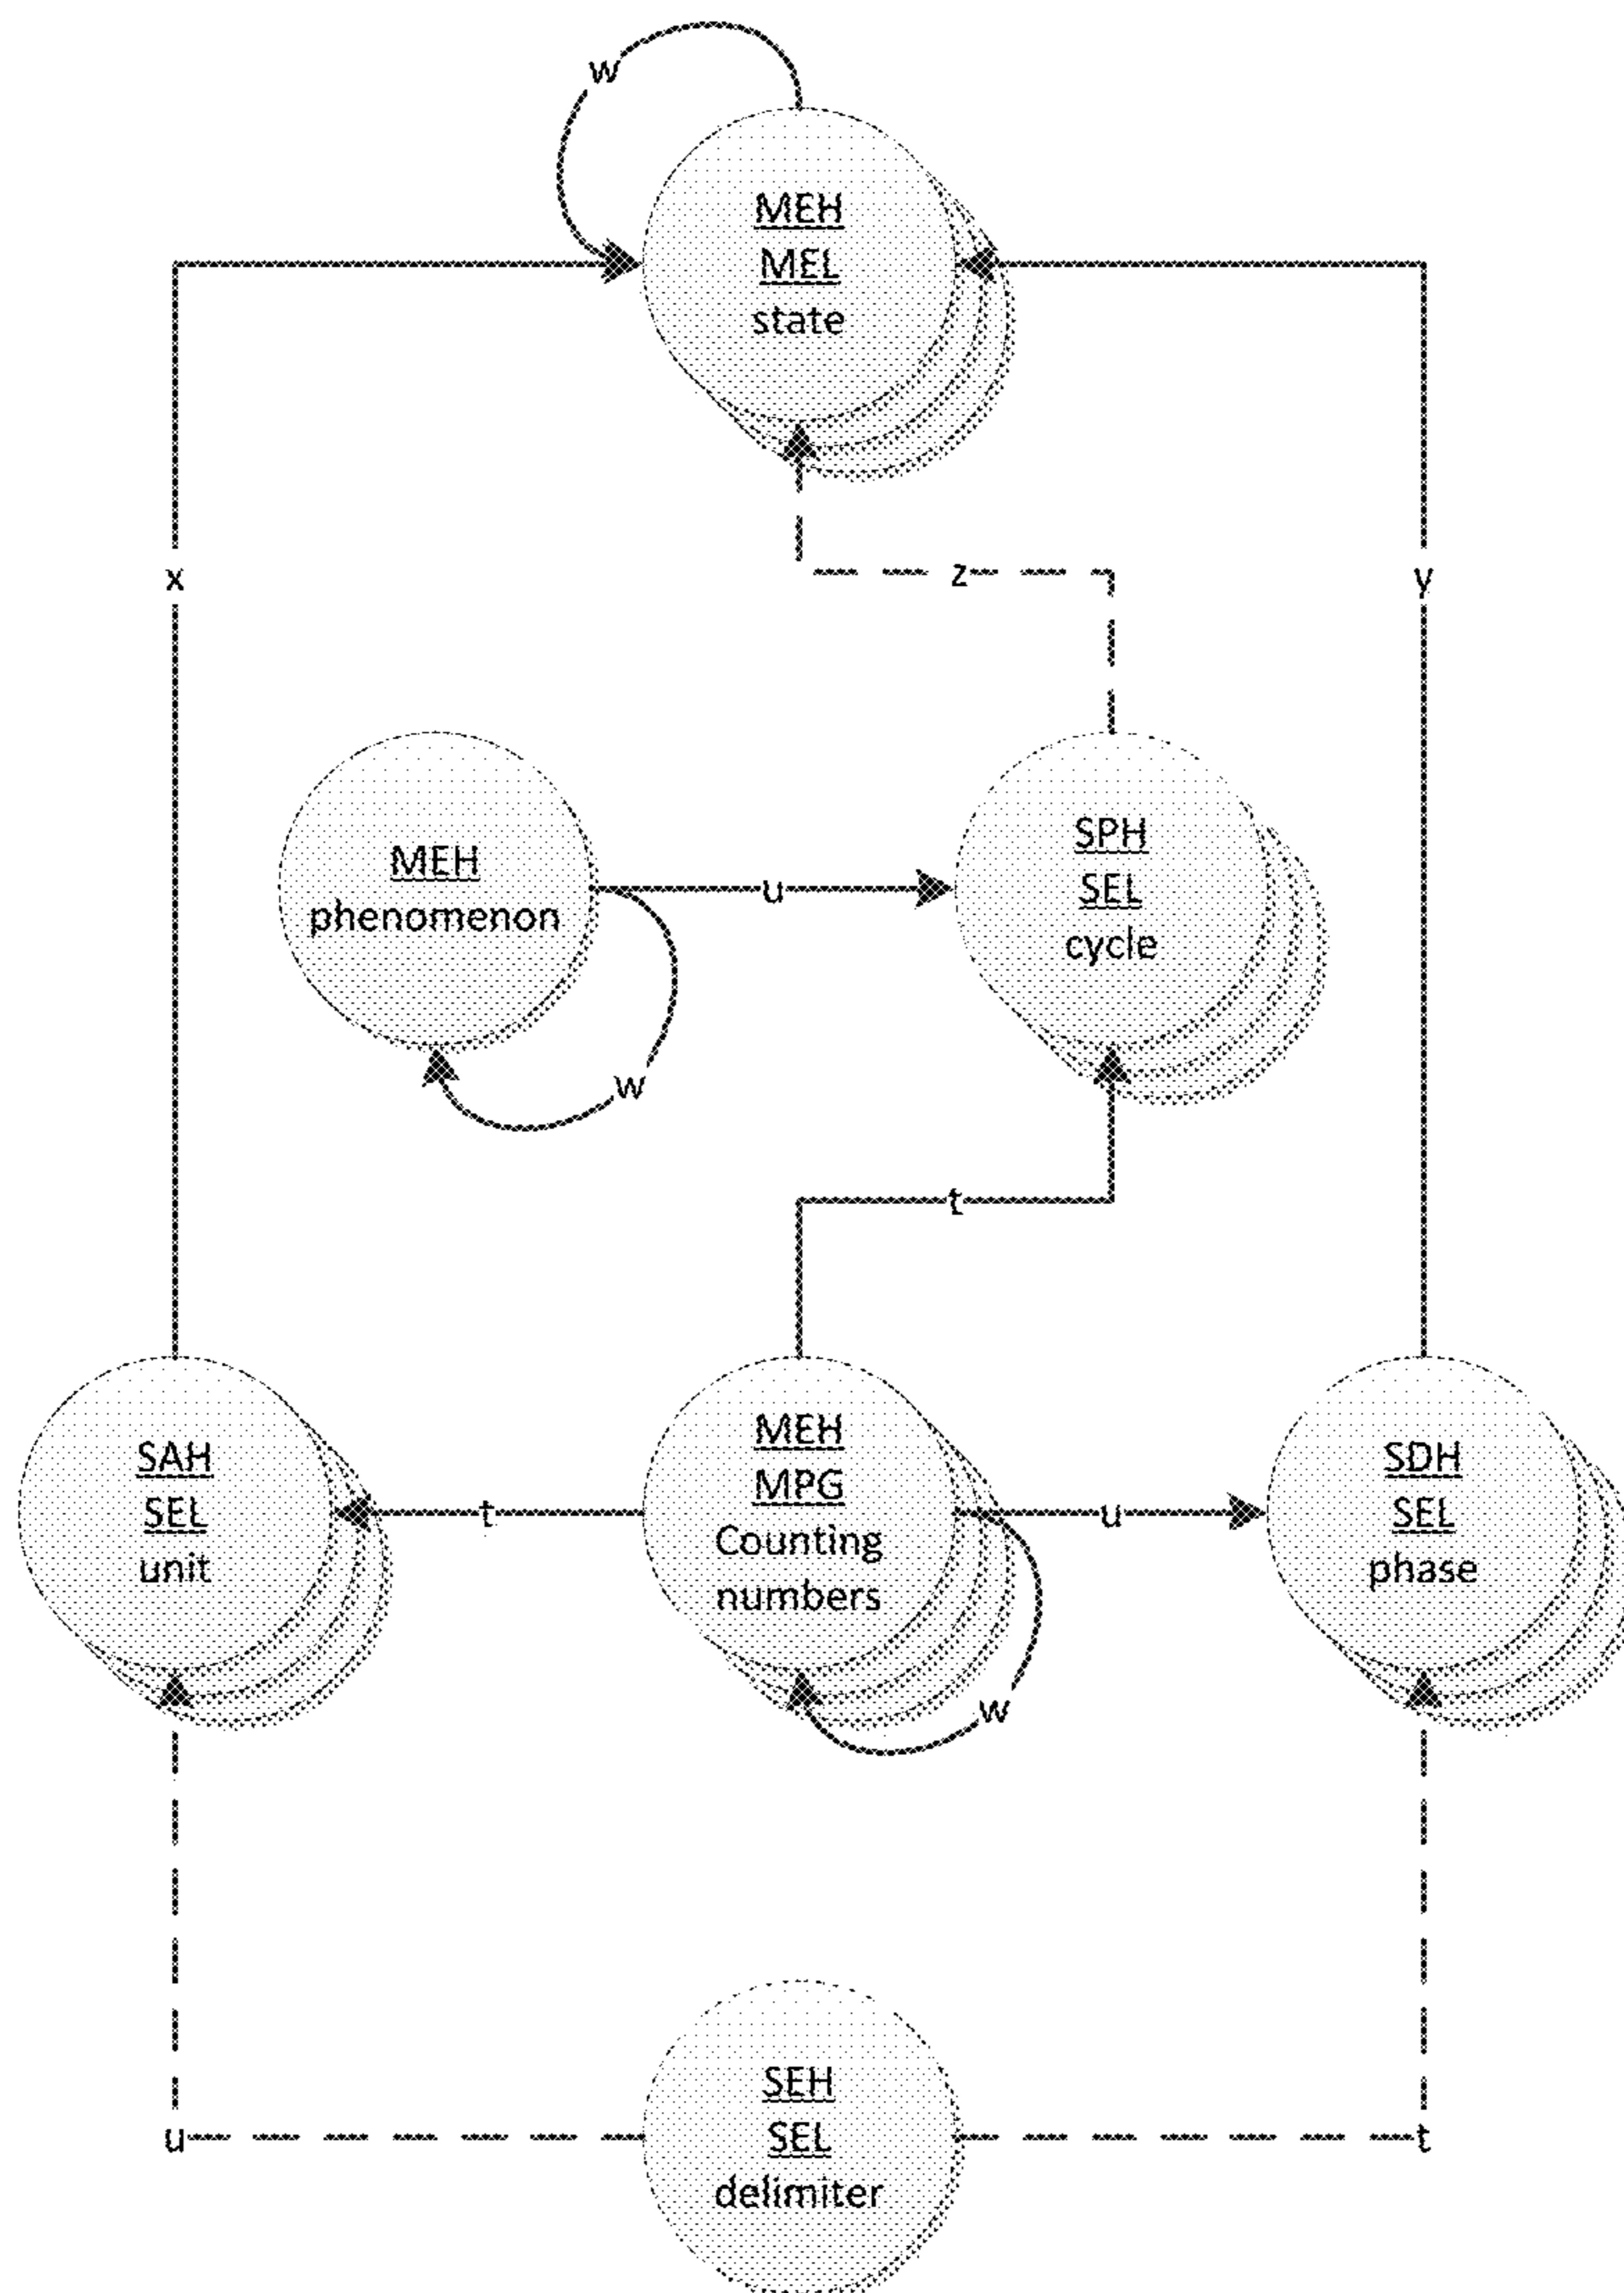 w
MEH
MEL
state
x
z
y
MEH
phenomenon
u
SPH
SEL
cycle
w
t
SAH
SEL
unit
t
MEH
MPG
Counting
numbers
u
SDH
SEL
phase
w
SEH
SEL
delimiter
u
t